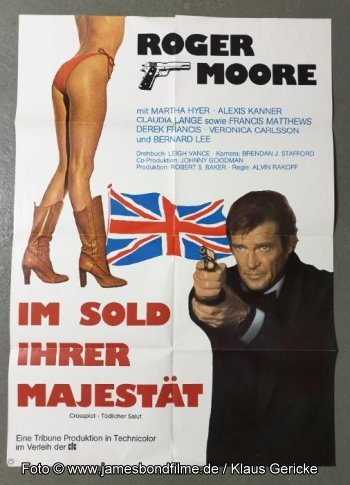 ROGER
MOORE
mit MARTHA HYER · ALEXIS KANNER
CLAUDIA LANGE sowie FRANCIS MATTHEWS
DEREK FRANCIS · VERONICA CARLSSON
und BERNARD LEE
Drehbuch: LEIGH VANCE Kamera: BRENDAN J. STAFFORD
Co-Produktion: JOHNNY GOODMAN
Produktion: ROBERT S. BAKER · Regie: ALVIN RAKOFF
IM SOLD
IHRER
MAJESTÄT
Crossplot - Tödlicher Salut
Eine Tribune Produktion in Technicolor
im Verleih der
Foto © www.jamesbondfilme.de / Klaus Gericke